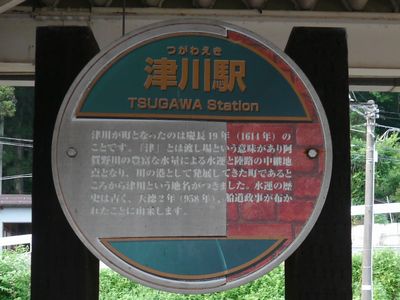 つがわえき
津川駅
TSUGAWA Station
津川が町となったのは慶長19年(1614年)の
ことです。「津」とは渡し場という意味があり阿
賀野川の豊富な水量による水運と陸路の中継地
点となり、川の港として発展してきた町であると
ころから津川という地名がつきました。水運の歴
史は古く、天徳2年(958年)、船道政事が布か
れたことに由来します。